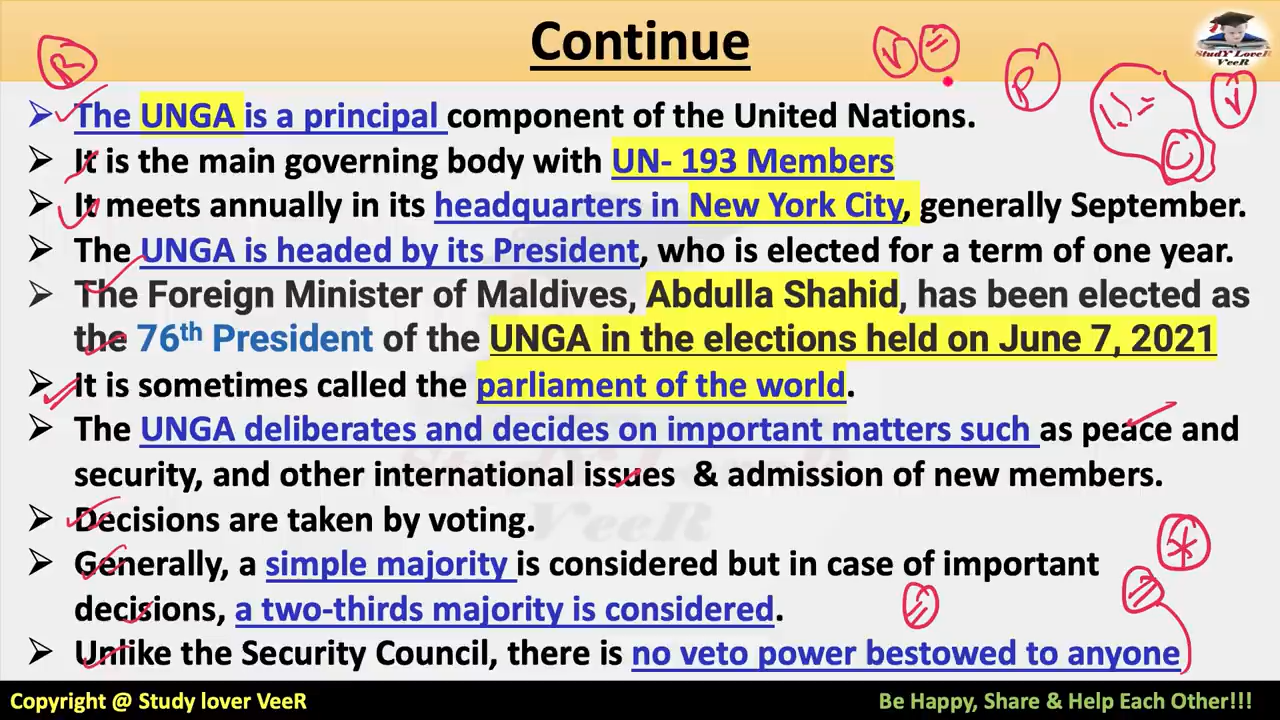 Continue
StudY LoveR
VeeR
➢ The UNGA is a principal component of the United Nations.
➢ It is the main governing body with UN- 193 Members
➢ It meets annually in its headquarters in New York City, generally September.
➢ The UNGA is headed by its President, who is elected for a term of one year.
➢ The Foreign Minister of Maldives, Abdulla Shahid, has been elected as
the 76th President of the UNGA in the elections held on June 7, 2021
➢ It is sometimes called the parliament of the world.
➢ The UNGA deliberates and decides on important matters such as peace and
security, and other international issues & admission of new members.
➢ Decisions are taken by voting.
➢ Generally, a simple majority is considered but in case of important
decisions, a two-thirds majority is considered.
➢ Unlike the Security Council, there is no veto power bestowed to anyone
Copyright @ Study lover VeeR
Be Happy, Share & Help Each Other!!!